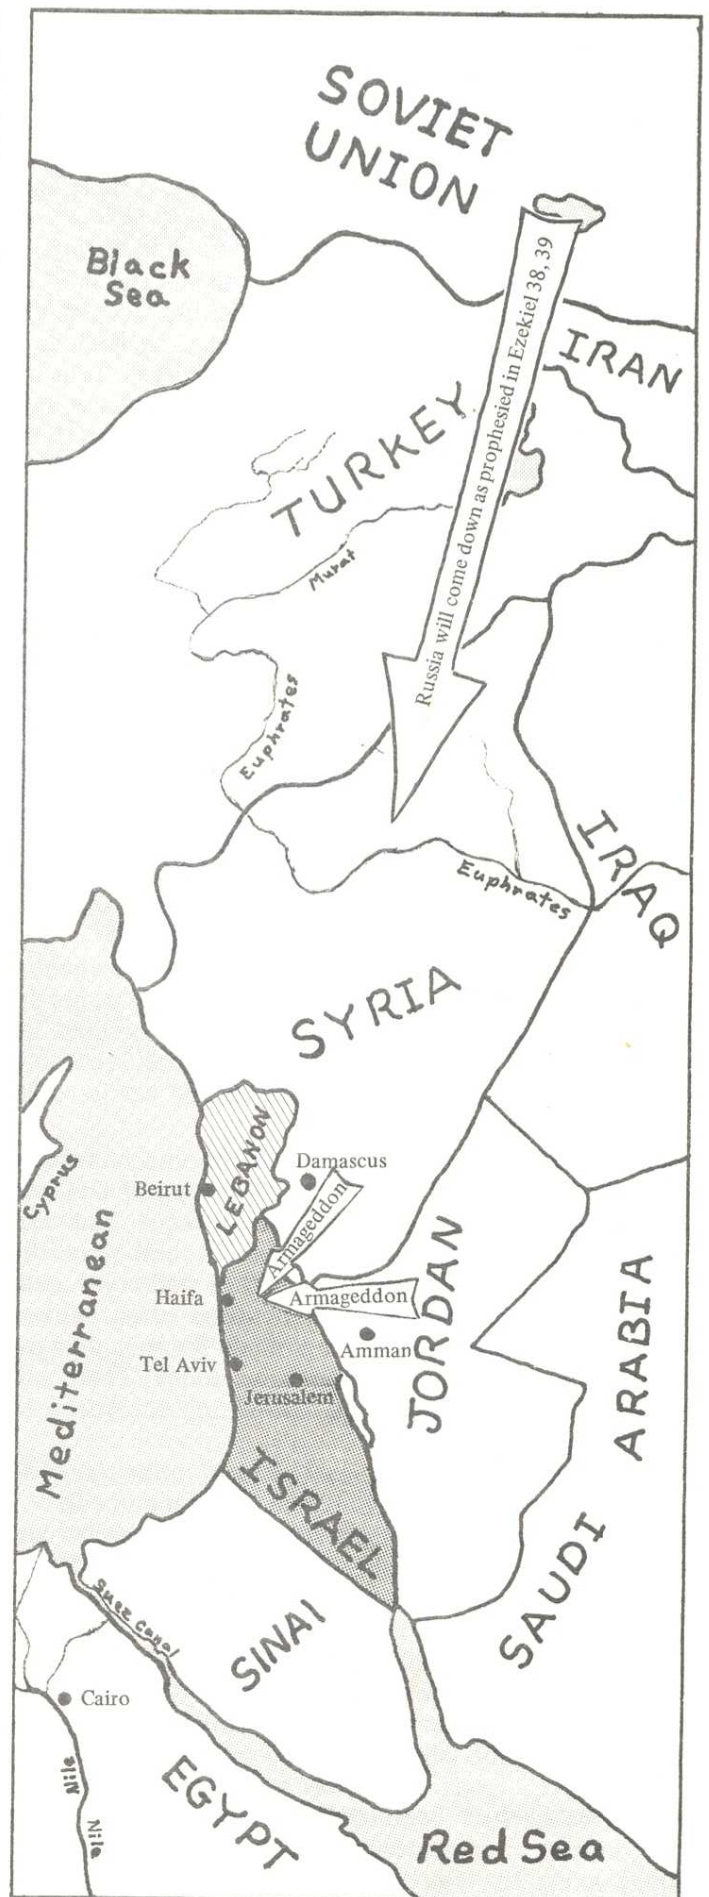 SOVIET
UNION
Black
Sea
Russia will come down as prophesied in Ezekiel 38, 39
IRAN
TURKEY
Murat
Euphrates
Euphrates
IRAQ
SYRIA
Cyprus
LEBANON
Damascus
Beirut
Armageddon
Mediterranean
Haifa
Armageddon
JORDAN
Amman
Tel Aviv
Jerusalem
ARABIA
ISRAEL
SAUDI
Suez Canal
SINAI
Cairo
Nile
Nile
EGYPT
Red Sea